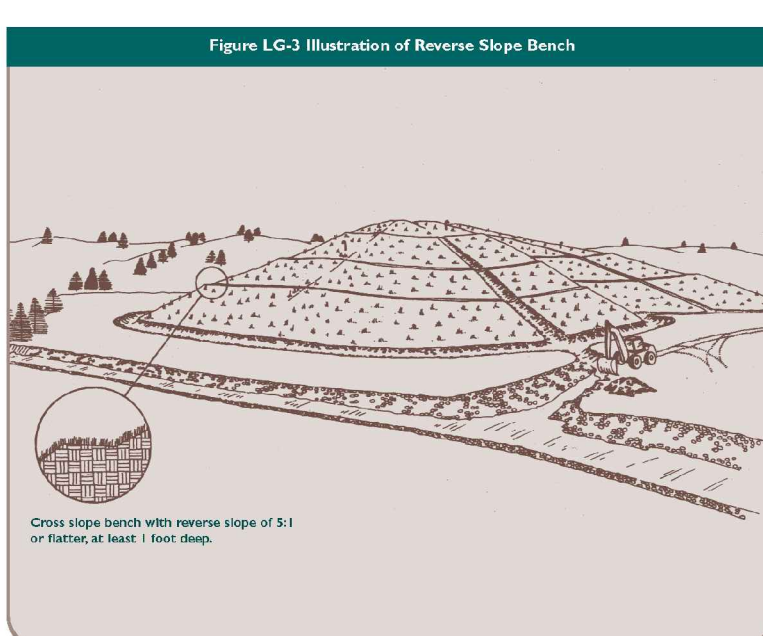 Figure LG-3 Illustration of Reverse Slope Bench
Cross slope bench with reverse slope of 5:1
or flatter, at least 1 foot deep.